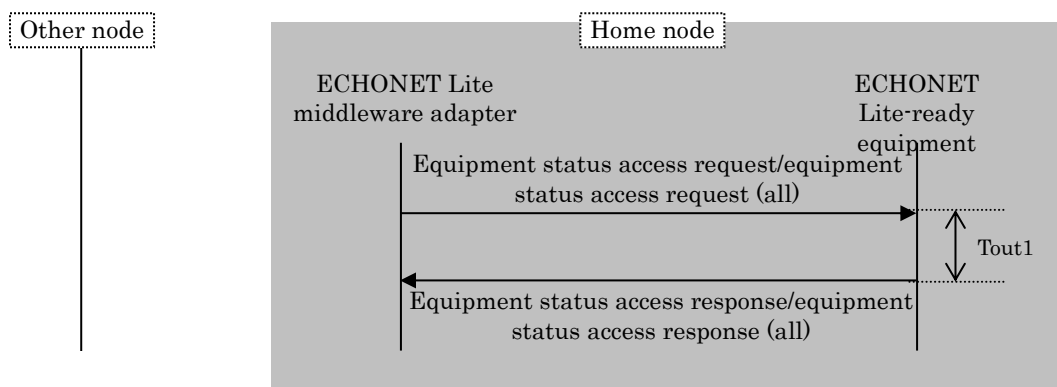 Other node
Home node
ECHONET Lite
middleware adapter
ECHONET
Lite-ready
equipment
Equipment status access request/equipment
status access request (all)
Tout1
Equipment status access response/equipment
status access response (all)